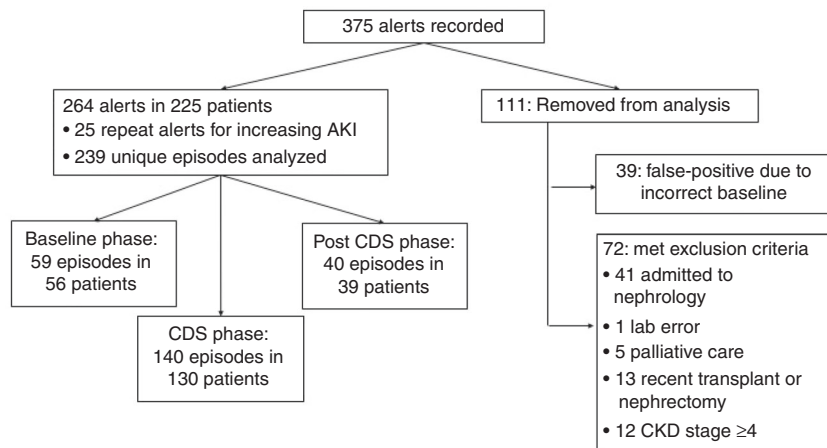 375 alerts recorded
264 alerts in 225 patients
• 25 repeat alerts for increasing AKI
• 239 unique episodes analyzed
111: Removed from analysis
39: false-positive due to
incorrect baseline
Baseline phase:
59 episodes in
56 patients
CDS phase:
140 episodes in
130 patients
Post CDS phase:
40 episodes in
39 patients
72: met exclusion criteria
• 41 admitted to
nephrology
• 1 lab error
• 5 palliative care
• 13 recent transplant or
nephrectomy
• 12 CKD stage ≥4